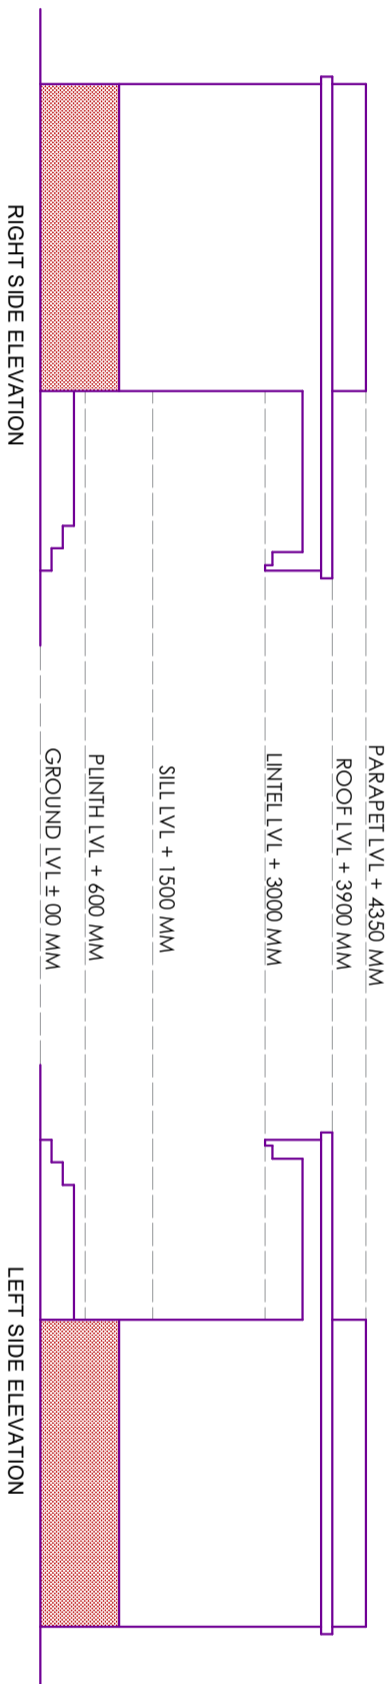 PARAPET LVL + 4350 MM
ROOF LVL + 3900 MM
LINTEL LVL + 3000 MM
SILL LVL + 1500 MM
PLINTH LVL + 600 MM
GROUND LVL ± 00 MM
RIGHT SIDE ELEVATION
LEFT SIDE ELEVATION